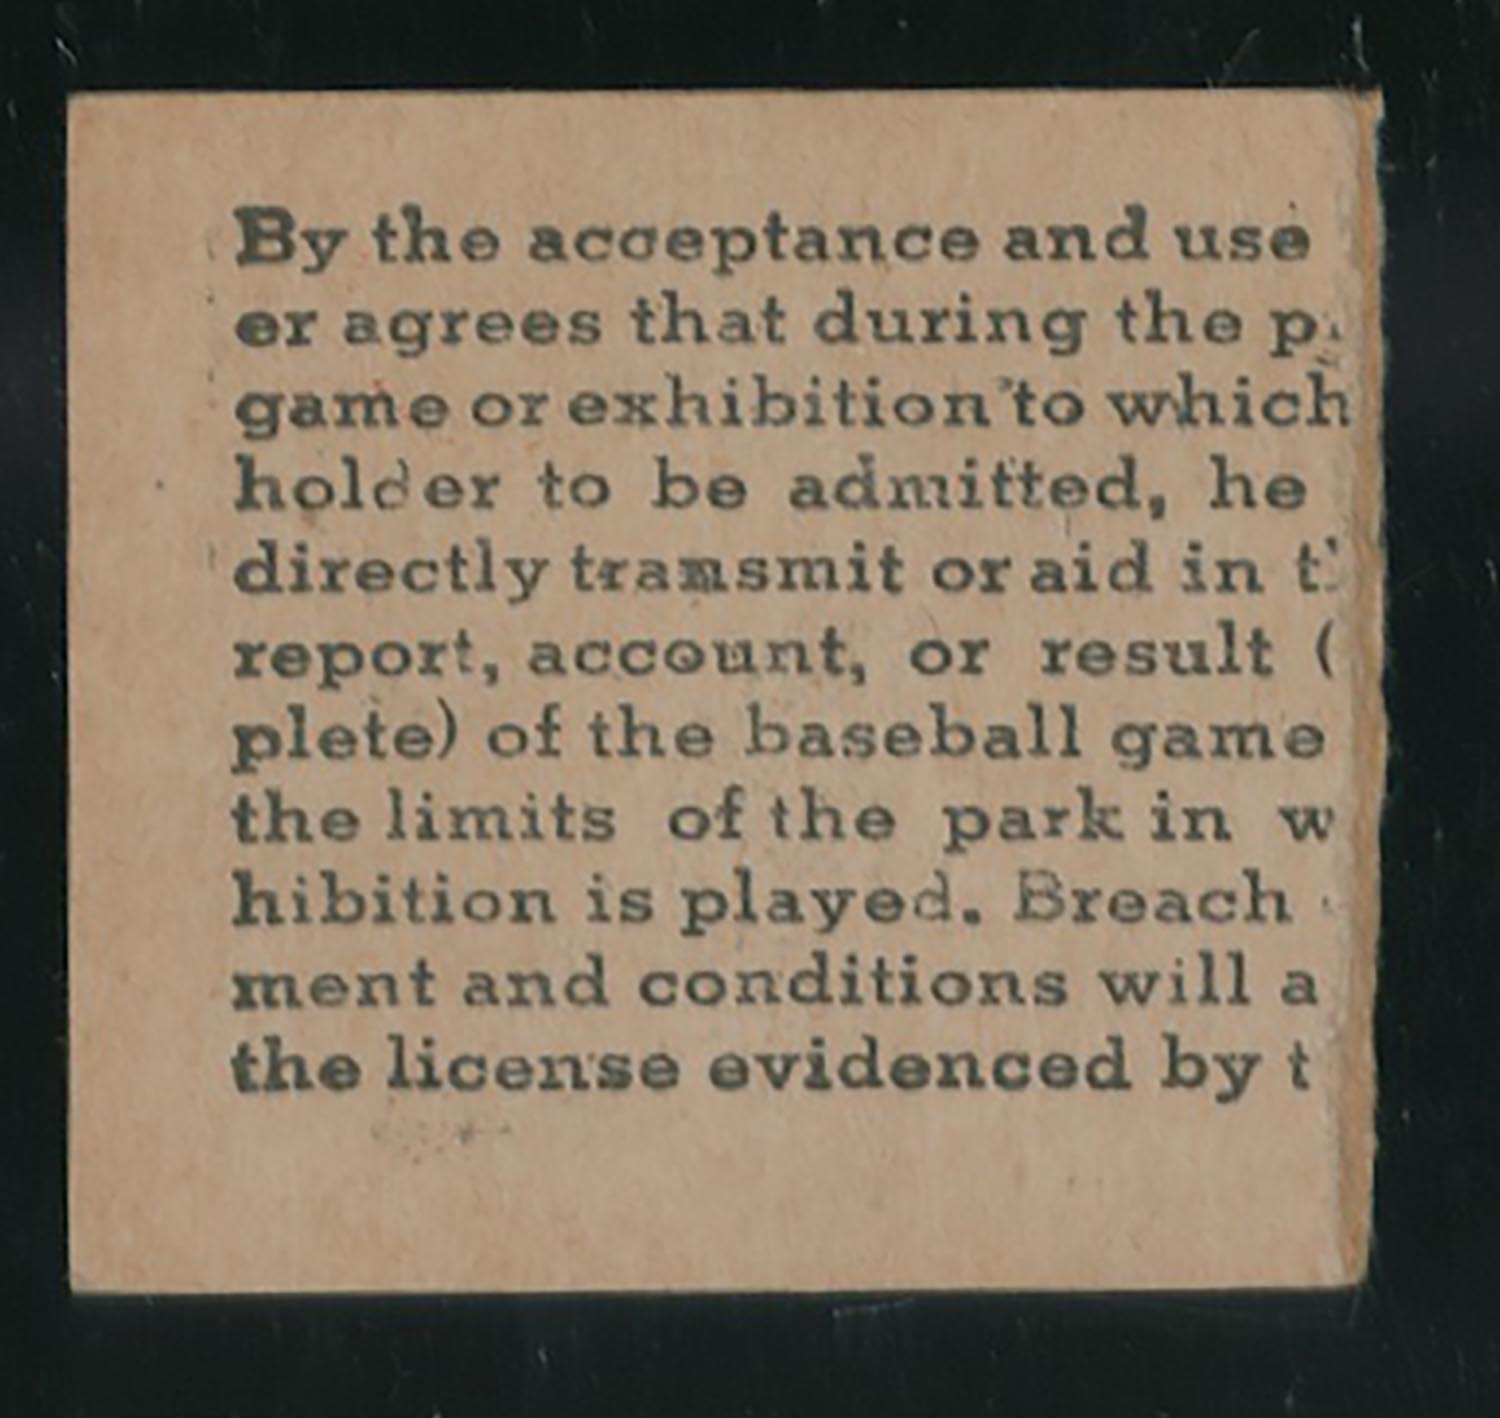 By the acceptance and use
er agrees that during the p
game or exhibition to which
holder to be admitted, he
directly transmit or aid in t
report, account, or result (
plete) of the baseball game
the limits of the park in w
hibition is played. Breach
ment and conditions will a
the license evidenced by t